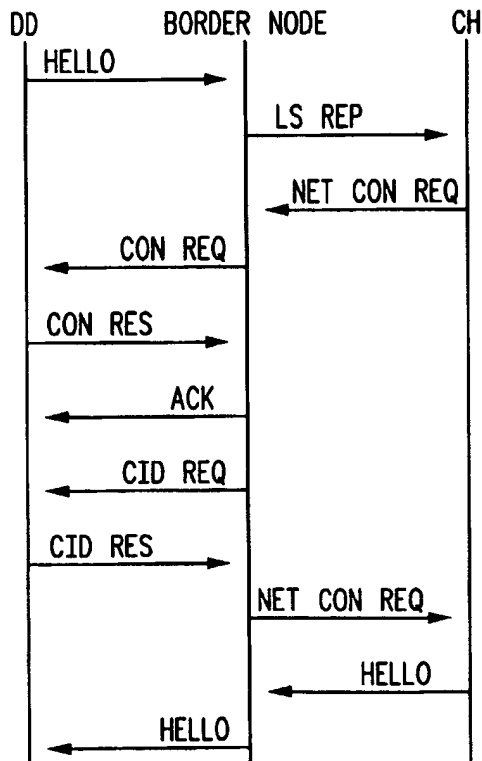 DD BORDER NODE CH
HELLO
LS REP
NET CON REQ
CON REQ
CON RES
ACK
CID REQ
CID RES
NET CON REQ
HELLO
HELLO